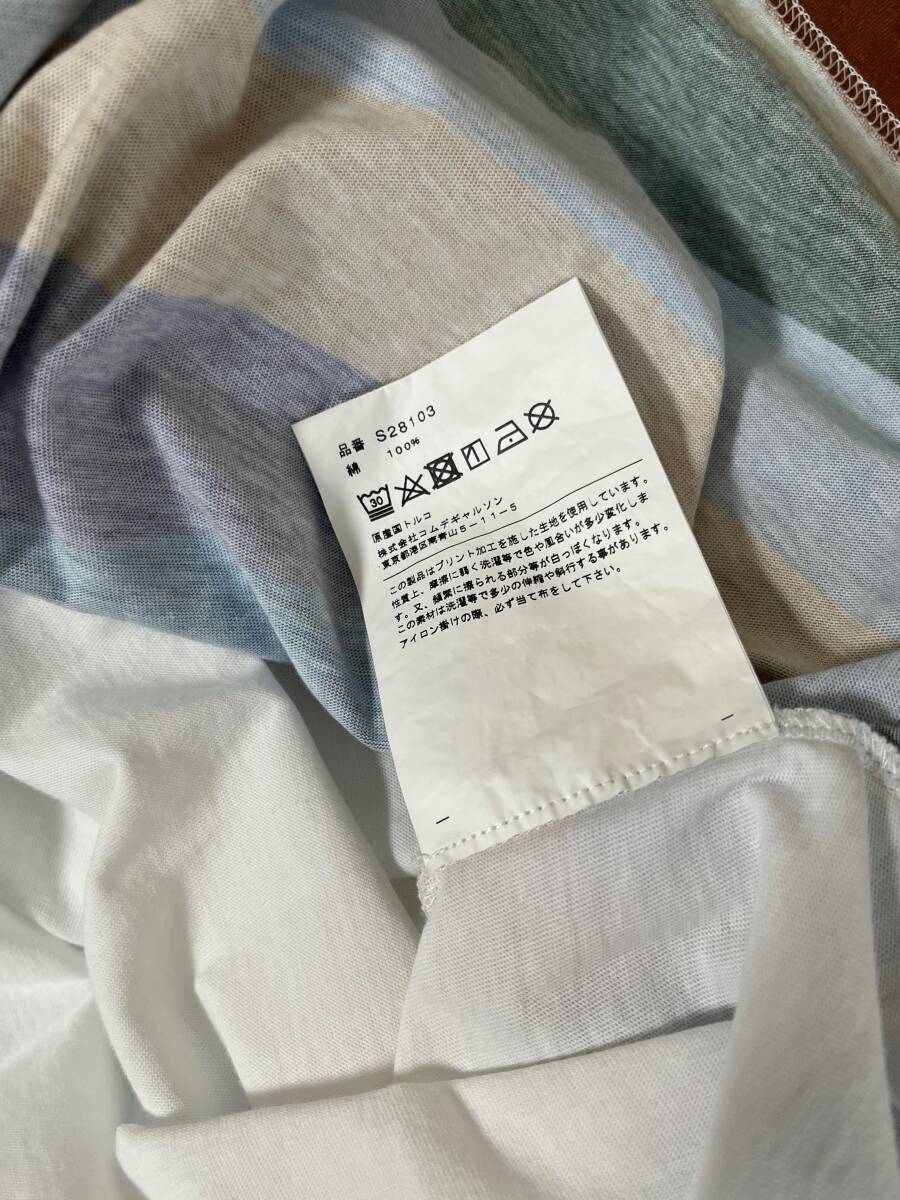 品番 S28103
綿 100%
30
原産国トルコ
株式会社コムデギャルソン
東京都港区南青山5-11-5
この製品はプリント加工を施した生地を使用しています。
性質上、摩擦に弱く洗濯等で色や風合いが多少変化しま
す。又、頻繁に擦られる部分等が白っぽくなります。
この素材は洗濯等で多少の伸縮や斜行する事があります。
アイロン掛けの際、必ず当て布をして下さい。